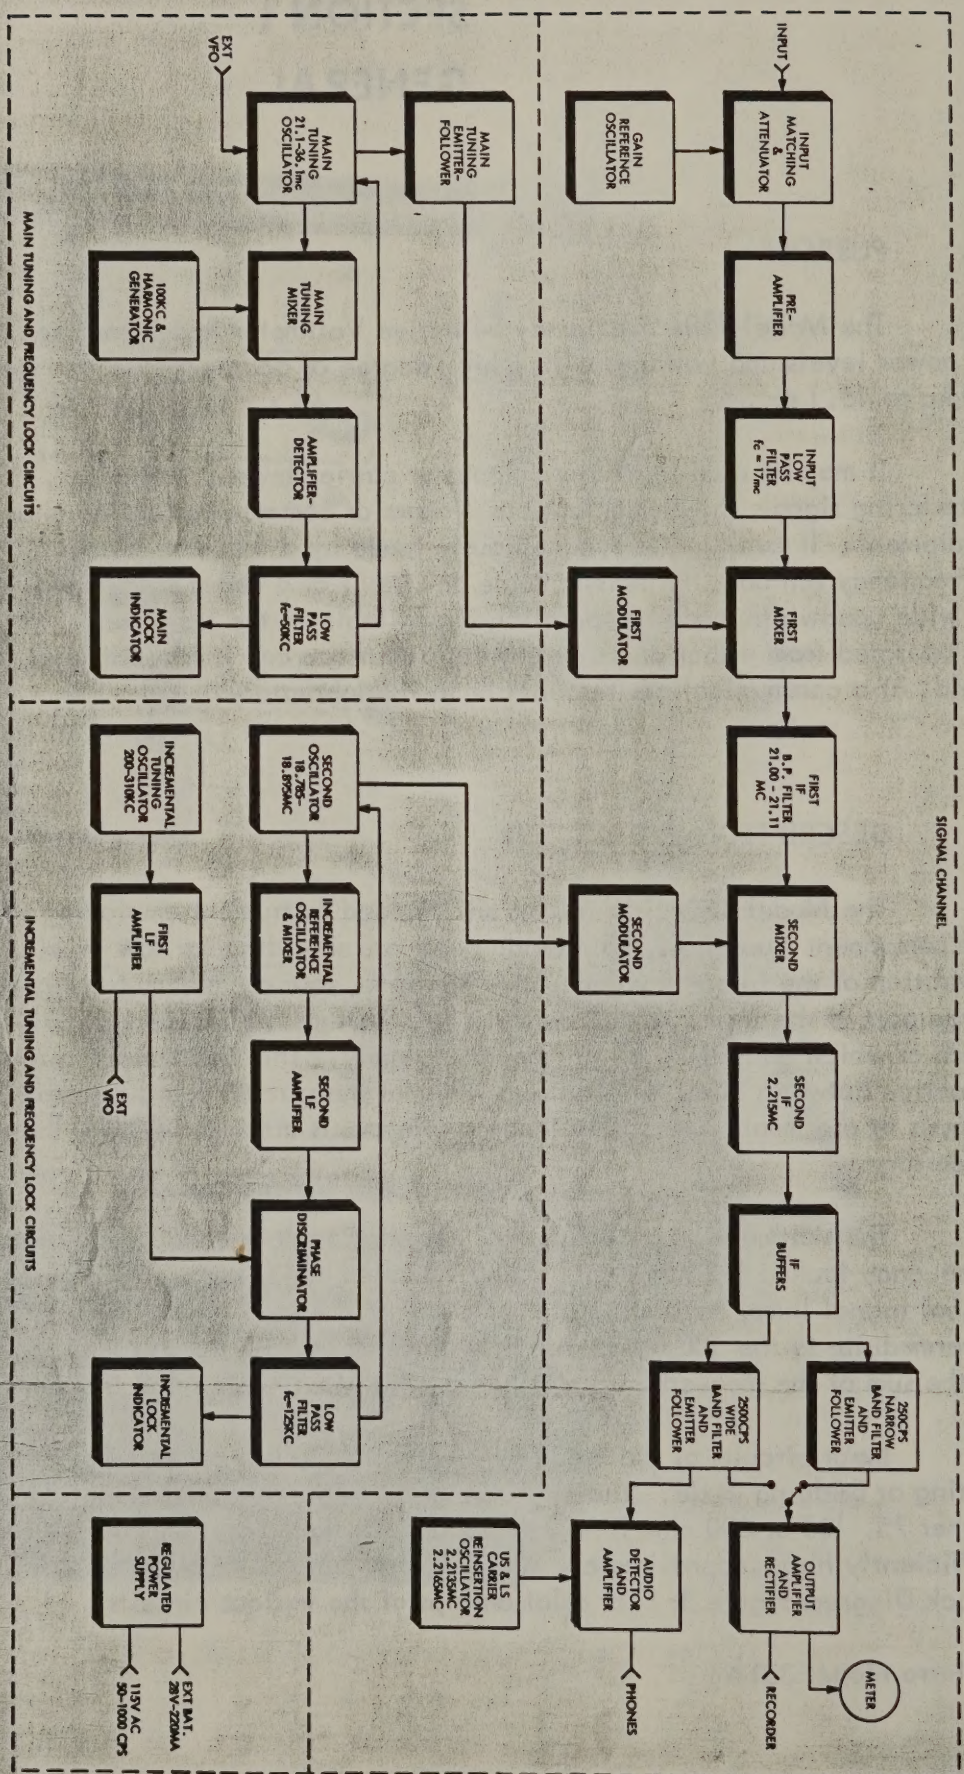 SIGNAL CHANNEL
INPUT
INPUT
MATCHING
&
ATTENUATOR
PRE-
AMPLIFIER
INPUT
LOW
PASS
FILTER
fc = 17mc
FIRST
MIXER
FIRST
IF
B.P. FILTER
21.00 - 21.11
MC
SECOND
MIXER
SECOND
IF
2.215MC
IF
BUFFERS
250CPS
NARROW
BAND FILTER
AND
EMITTER
FOLLOWER
2500CPS
WIDE
BAND FILTER
AND
EMITTER
FOLLOWER
OUTPUT
AMPLIFIER
AND
RECTIFIER
METER
RECORDER
GAIN
REFERENCE
OSCILLATOR
FIRST
MODULATOR
SECOND
MODULATOR
AUDIO
DETECTOR
AND
AMPLIFIER
PHONES
US & LS
CARRIER
REINSERTION
OSCILLATOR
2.2135MC
2.2165MC
MAIN
TUNING
EMITTER-
FOLLOWER
EXT
VFO
MAIN
TUNING
OSCILLATOR
21.1-36.1mc
MAIN
TUNING
MIXER
AMPLIFIER-
DETECTOR
LOW
PASS
FILTER
fc=50KC
100KC &
HARMONIC
GENERATOR
MAIN
LOCK
INDICATOR
MAIN TUNING AND FREQUENCY LOCK CIRCUITS
SECOND
OSCILLATOR
18.785-
18.895MC
INCREMENTAL
REFERENCE
OSCILLATOR
& MIXER
SECOND
LF
AMPLIFIER
PHASE
DISCRIMINATOR
LOW
PASS
FILTER
fc=125KC
INCREMENTAL
TUNING
OSCILLATOR
200-310KC
FIRST
LF
AMPLIFIER
EXT
VFO
INCREMENTAL
LOCK
INDICATOR
INCREMENTAL TUNING AND FREQUENCY LOCK CIRCUITS
REGULATED
POWER
SUPPLY
EXT BAT.
28V-220MA
115V AC
50-1000 CPS